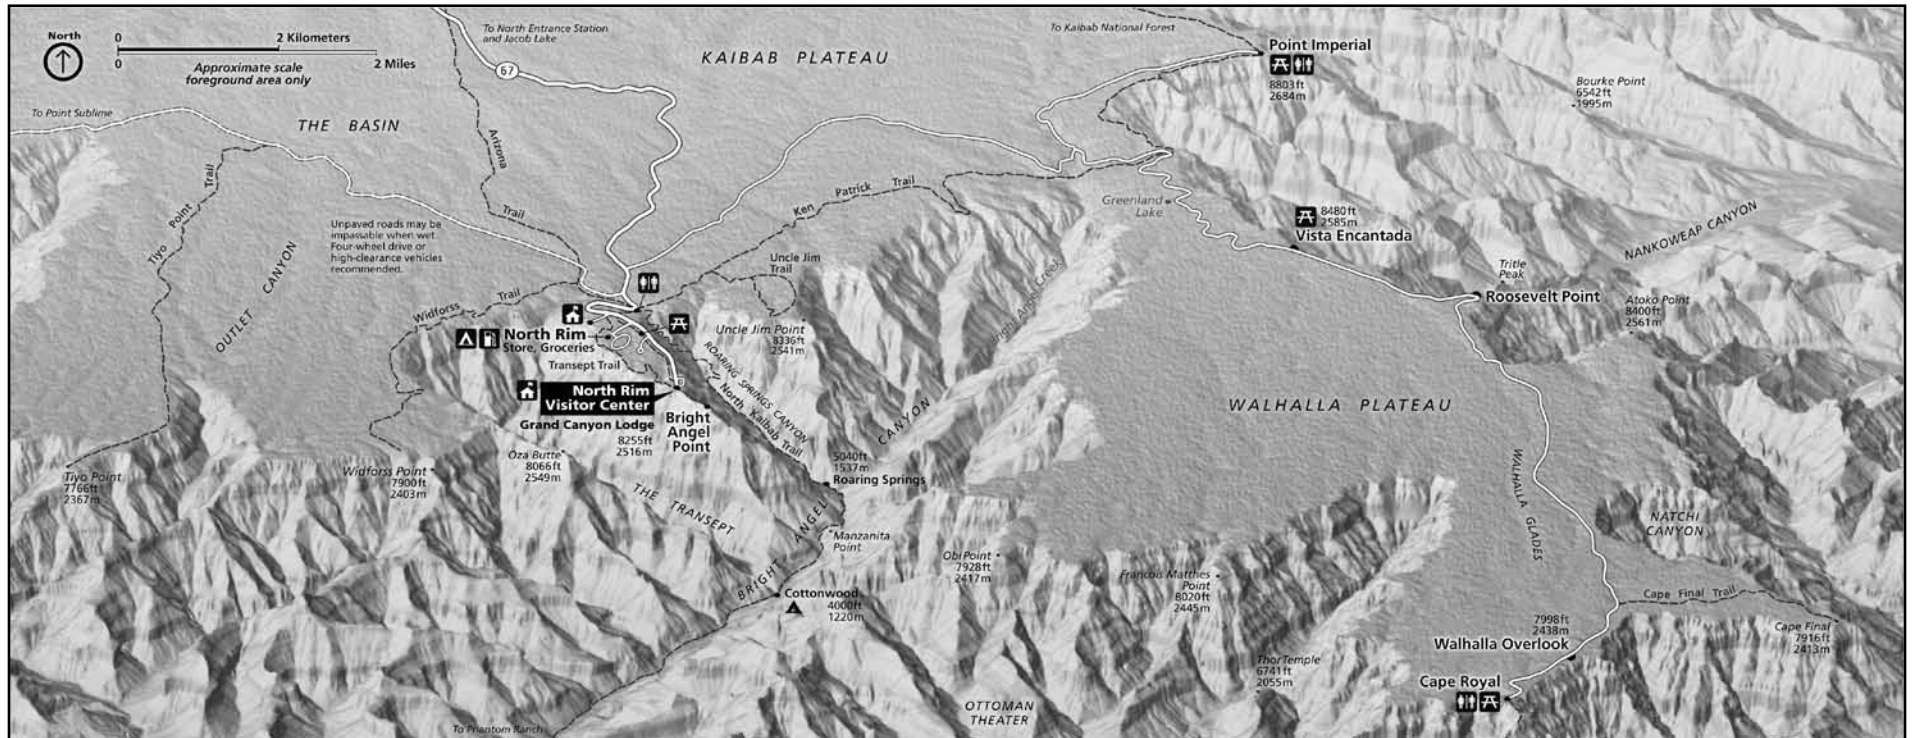 North
0
2 Kilometers
0
2 Miles
Approximate scale
foreground area only
To North Entrance Station
and Jacob Lake
67
KAIBAB PLATEAU
To Kaibab National Forest
Point Imperial
8803ft
2684m
Bourke Point
6542ft
1995m
To Point Sublime
THE BASIN
Arizona
Trail
Tiyo Point Trail
OUTLET CANYON
Unpaved roads may be
impassable when wet.
Four-wheel drive or
high-clearance vehicles
recommended.
Ken Patrick Trail
Greenland
Lake
8480ft
2585m
Vista Encantada
NANKOWEAP CANYON
Tritle
Peak
Roosevelt Point
Atoko Point
8400ft
2561m
Uncle Jim
Trail
Widforss Trail
Uncle Jim Point
8336ft
2541m
Bright Angel Creek
North Rim
Store, Groceries
Transept Trail
ROARING SPRINGS CANYON
North Kaibab Trail
North Rim
Visitor Center
Grand Canyon Lodge
8255ft
2516m
Bright
Angel
Point
WALHALLA PLATEAU
Tiyo Point
7766ft
2367m
Widforss Point
7900ft
2403m
Oza Butte
8066ft
2549m
THE TRANSEPT
5040ft
1537m
Roaring Springs
BRIGHT ANGEL CANYON
Manzanita
Point
WALHALLA GLADES
NATCHI
CANYON
Obi Point
7928ft
2417m
Francois Matthes
Point
8020ft
2445m
Cottonwood
4000ft
1220m
Cape Final Trail
7998ft
2438m
Walhalla Overlook
Cape Final
7916ft
2413m
Thor Temple
6741ft
2055m
Cape Royal
OTTOMAN
THEATER
To Phantom Ranch